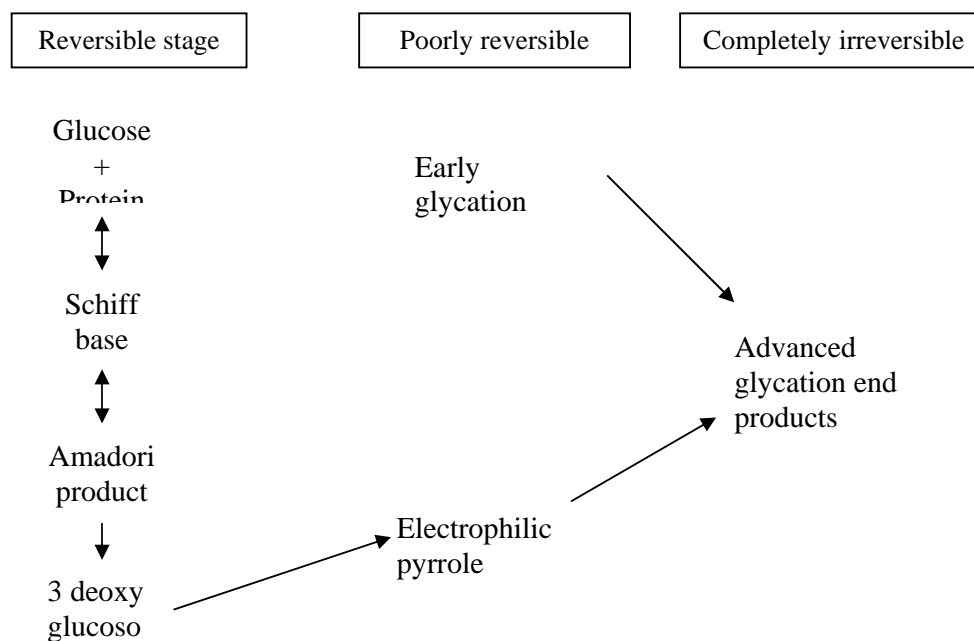 Reversible stage
Poorly reversible
Completely irreversible
Glucose
+
Protein
Schiff
base
Amadori
product
3 deoxy
glucoso
Early
glycation
Electrophilic
pyrrole
Advanced
glycation end
products